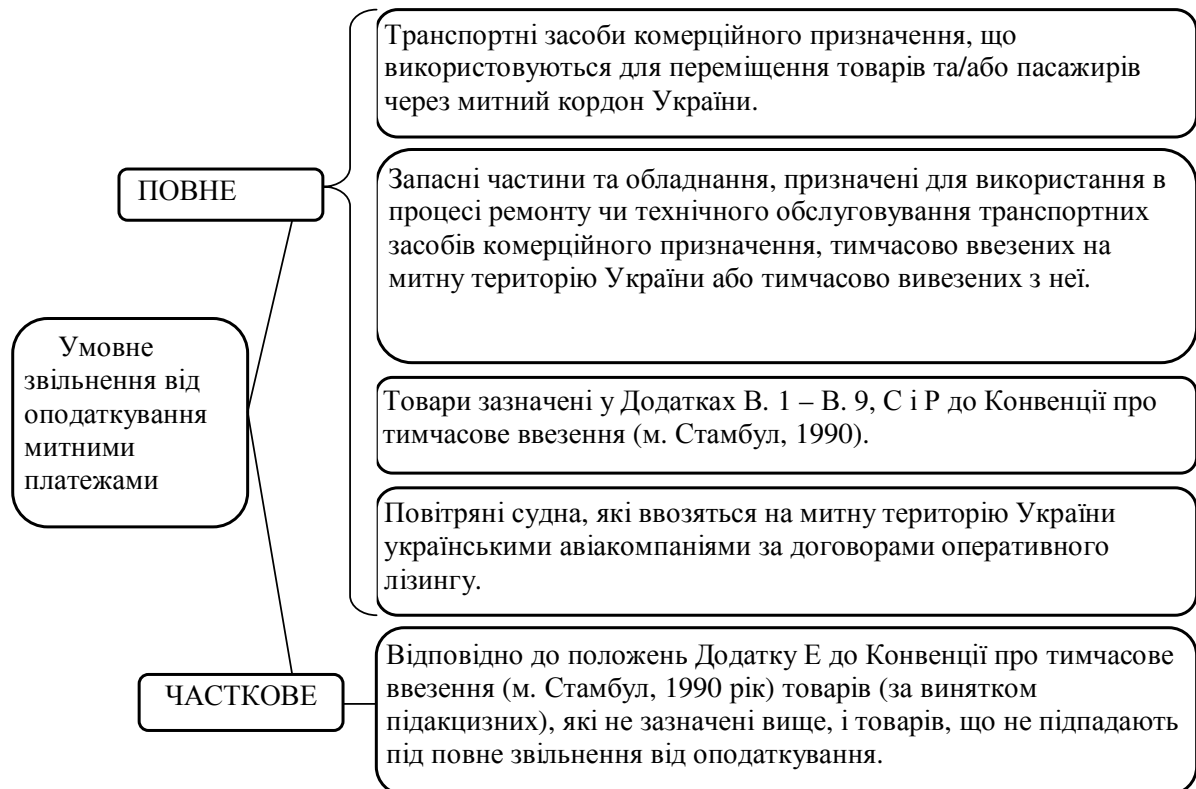 Умовне
звільнення від
оподаткування
митними
платежами
ПОВНЕ
Транспортні засоби комерційного призначення, що
використовуються для переміщення товарів та/або пасажирів
через митний кордон України.
Запасні частини та обладнання, призначені для використання в
процесі ремонту чи технічного обслуговування транспортних
засобів комерційного призначення, тимчасово ввезених на
митну територію України або тимчасово вивезених з неї.
Товари зазначені у Додатках В. 1 – В. 9, С і Р до Конвенції про
тимчасове ввезення (м. Стамбул, 1990).
Повітряні судна, які ввозяться на митну територію України
українськими авіакомпаніями за договорами оперативного
лізингу.
ЧАСТКОВЕ
Відповідно до положень Додатку Е до Конвенції про тимчасове
ввезення (м. Стамбул, 1990 рік) товарів (за винятком
підакцизних), які не зазначені вище, і товарів, що не підпадають
під повне звільнення від оподаткування.